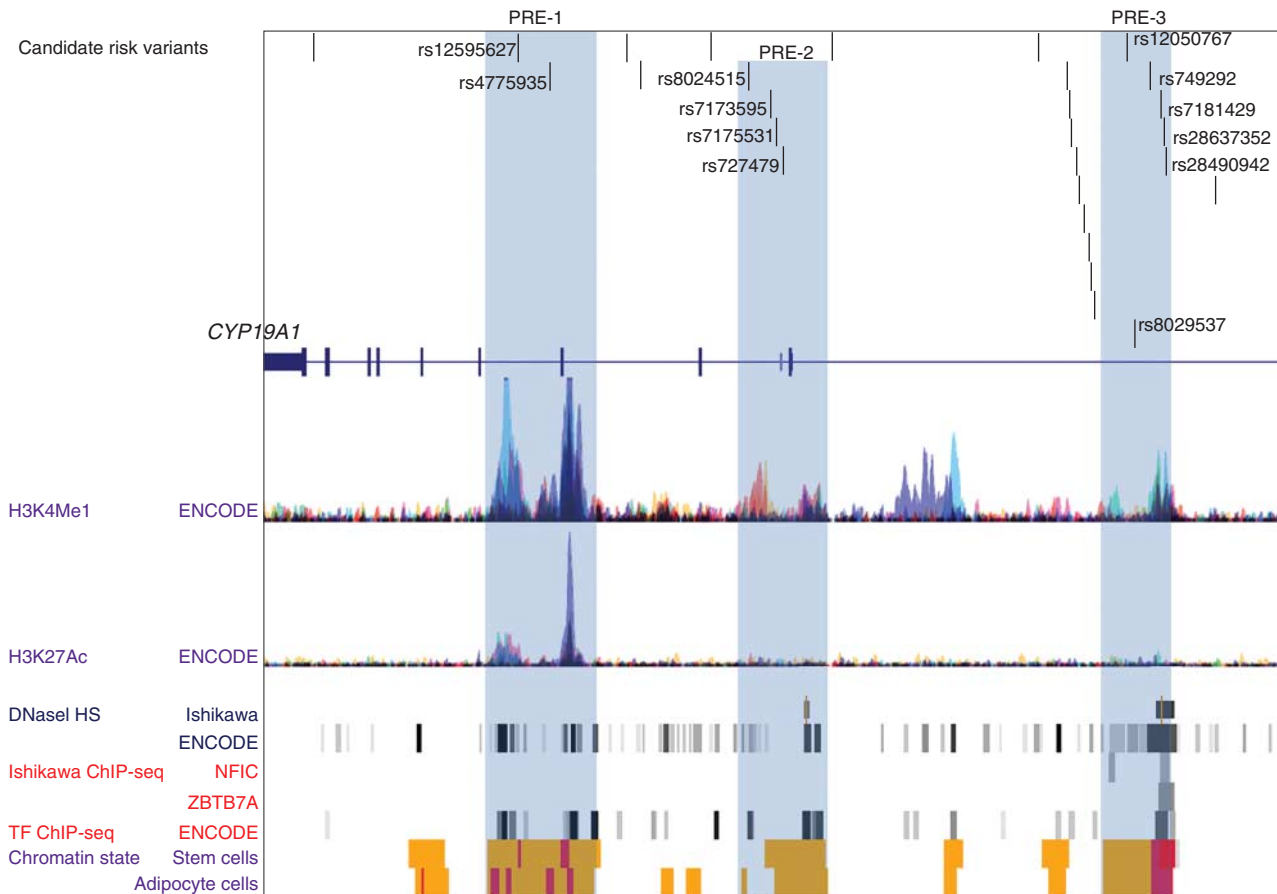 PRE-1
PRE-3
Candidate risk variants
rs12595627
rs12050767
PRE-2
rs4775935
rs8024515
rs749292
rs7173595
rs7181429
rs7175531
rs28637352
rs727479
rs28490942
CYP19A1
rs8029537
H3K4Me1 ENCODE
H3K27Ac ENCODE
DNaseI HS Ishikawa
ENCODE
Ishikawa ChIP-seq NFIC
ZBTB7A
TF ChIP-seq ENCODE
Chromatin state Stem cells
Adipocyte cells